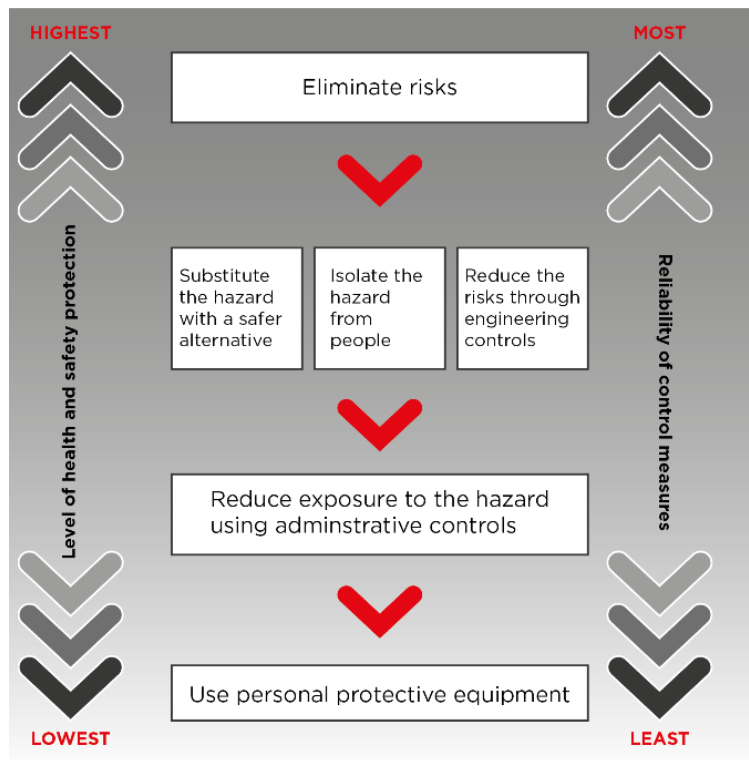 HIGHEST
MOST
Eliminate risks
Substitute
the hazard
with a safer
alternative
Isolate the
hazard
from
people
Reduce the
risks through
engineering
controls
Level of health and safety protection
Reliability of control measures
Reduce exposure to the hazard
using adminstrative controls
Use personal protective equipment
LOWEST
LEAST